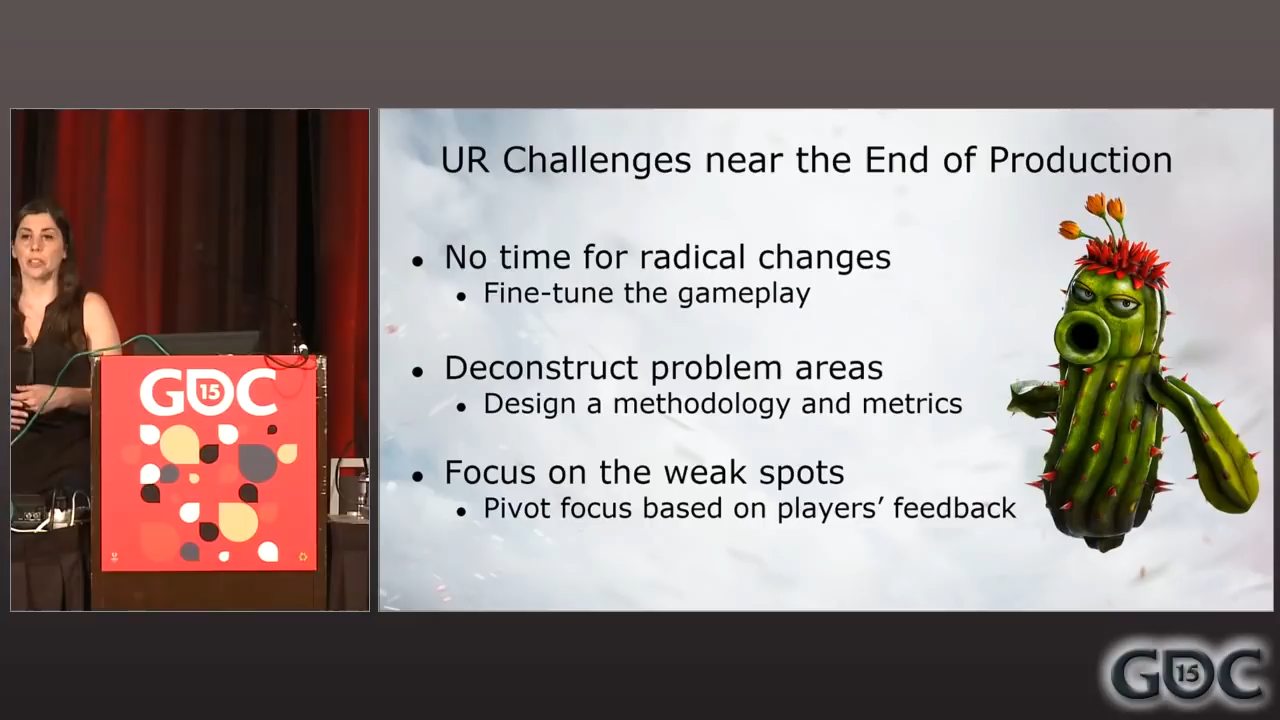 GDC
15
UR Challenges near the End of Production
• No time for radical changes
• Fine-tune the gameplay
• Deconstruct problem areas
• Design a methodology and metrics
• Focus on the weak spots
• Pivot focus based on players’ feedback
GDC
15